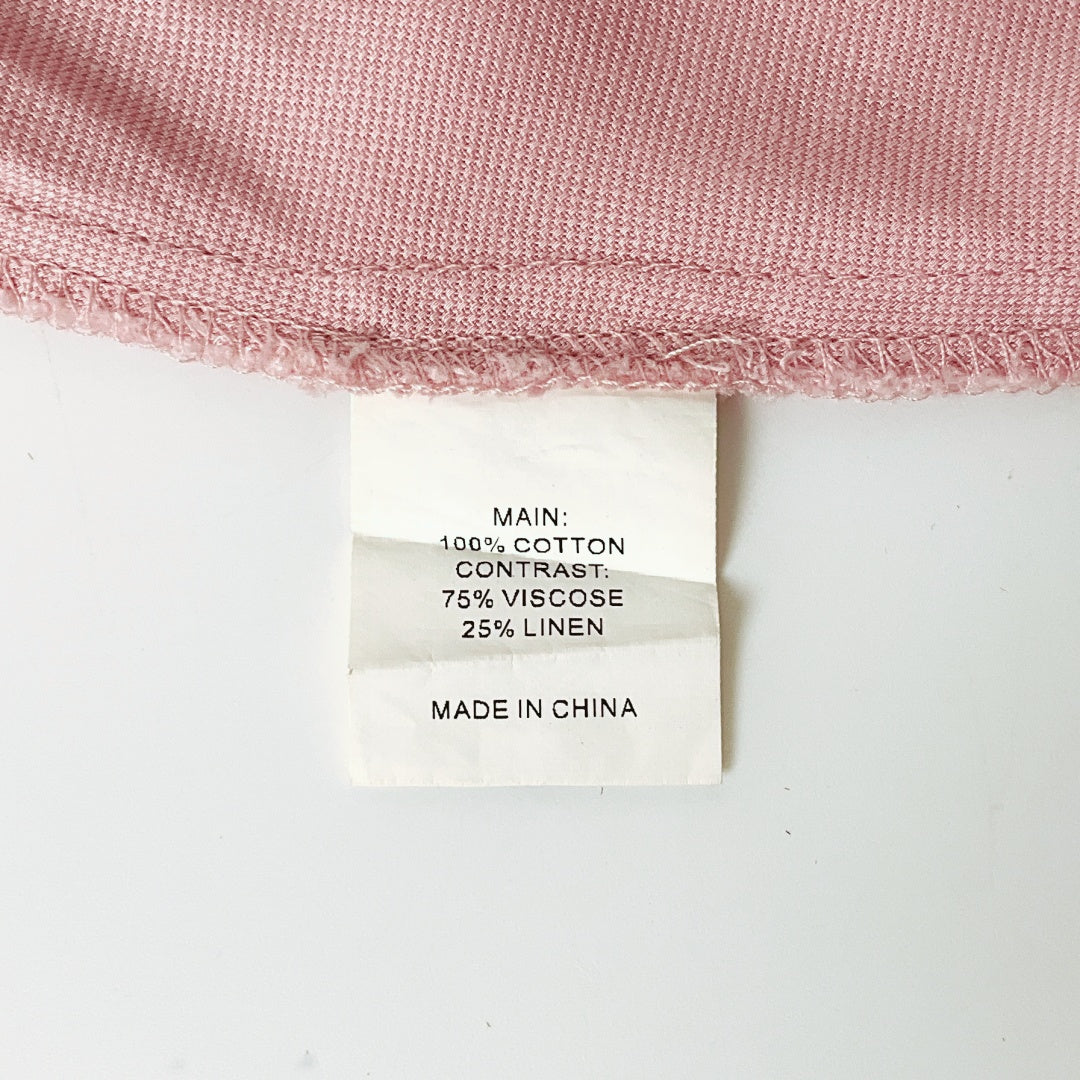 MAIN:
100% COTTON
CONTRAST:
75% VISCOSE
25% LINEN
MADE IN CHINA